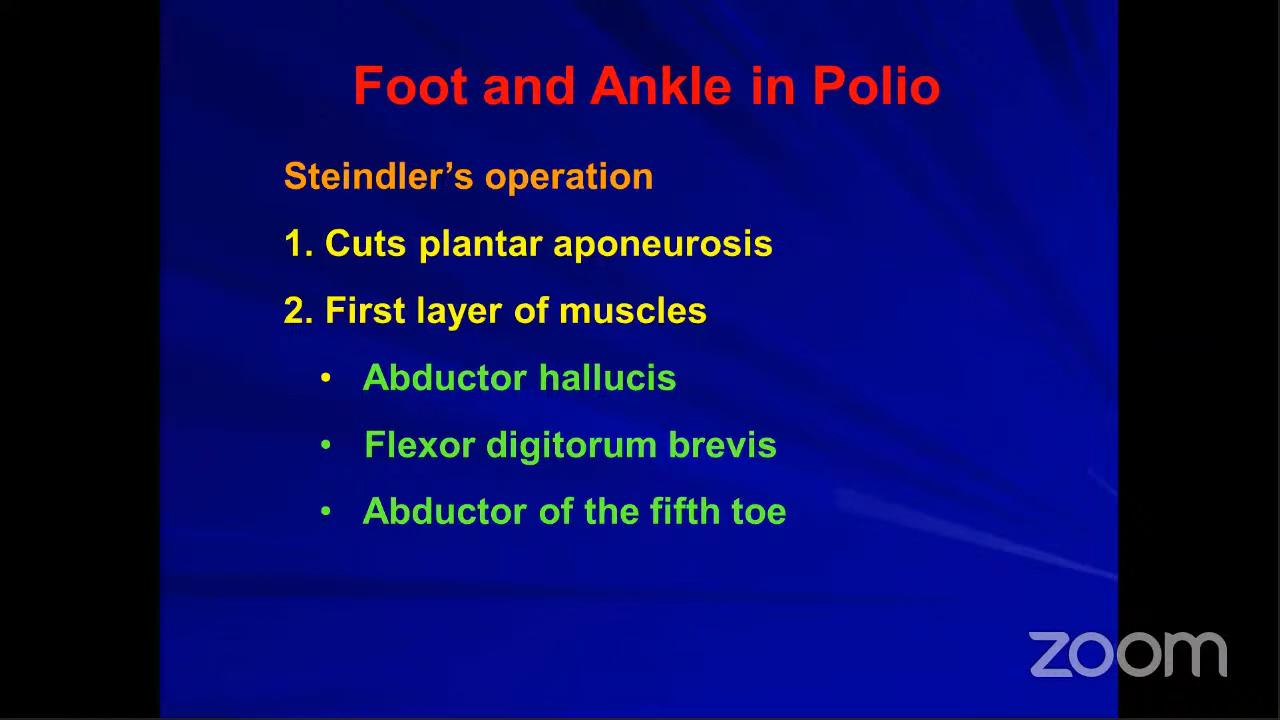 Foot and Ankle in Polio
Steindler’s operation
1. Cuts plantar aponeurosis
2. First layer of muscles
• Abductor hallucis
• Flexor digitorum brevis
• Abductor of the fifth toe
zoom